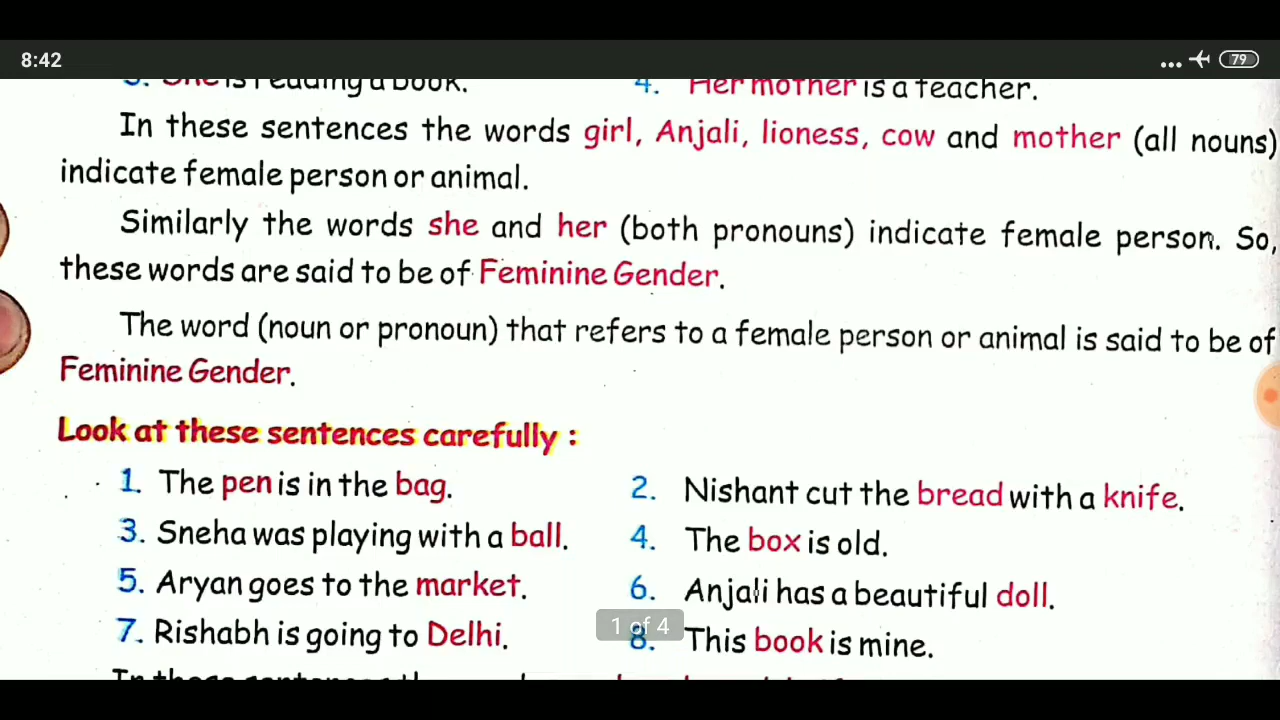 8:42
79
3. She is reading a book. 4. Her mother is a teacher.
In these sentences the words girl, Anjali, lioness, cow and mother (all nouns)
indicate female person or animal.
Similarly the words she and her (both pronouns) indicate female person. So,
these words are said to be of Feminine Gender.
The word (noun or pronoun) that refers to a female person or animal is said to be of
Feminine Gender.
Look at these sentences carefully :
1. The pen is in the bag. 2. Nishant cut the bread with a knife.
3. Sneha was playing with a ball. 4. The box is old.
5. Aryan goes to the market. 6. Anjali has a beautiful doll.
7. Rishabh is going to Delhi. 8. This book is mine.
1 of 4
In these sentences